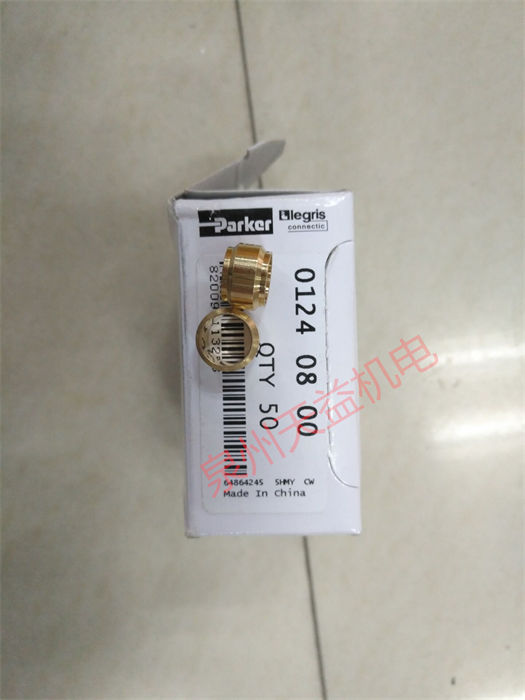 Parker
legris
connectic
0124 08 00
QTY 50
64864245 5HMY CW
Made In China
泉州天益机电